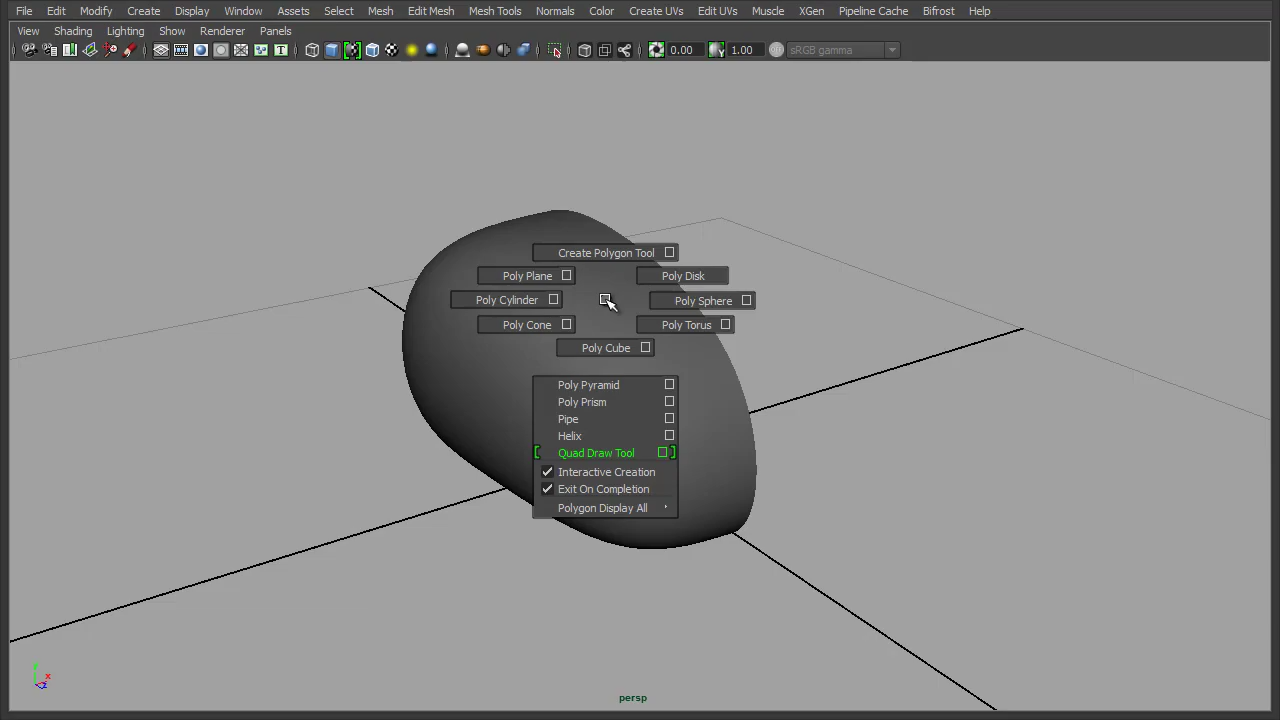 File Edit Modify Create Display Window Assets Select Mesh Edit Mesh Mesh Tools Normals Color Create UVs Edit UVs Muscle XGen Pipeline Cache Bifrost Help
View Shading Lighting Show Renderer Panels
0.00 1.00 sRGB gamma
Create Polygon Tool
Poly Plane Poly Disk
Poly Cylinder Poly Sphere
Poly Cone Poly Torus
Poly Cube
Poly Pyramid
Poly Prism
Pipe
Helix
Quad Draw Tool
Interactive Creation
Exit On Completion
Polygon Display All
persp